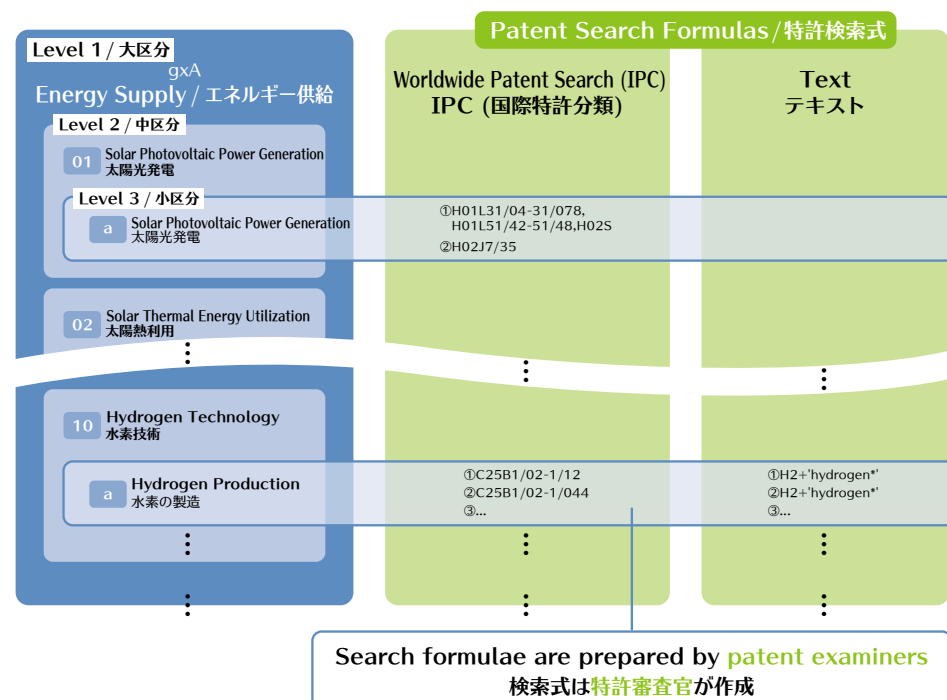 Patent Search Formulas / 特許検索式
Level 1 / 大区分
gxA
Energy Supply / エネルギー供給
Worldwide Patent Search (IPC)
IPC (国際特許分類)
Text
テキスト
Level 2 / 中区分
01 Solar Photovoltaic Power Generation
太陽光発電
Level 3 / 小区分
a Solar Photovoltaic Power Generation
太陽光発電
①H01L31/04-31/078,
H01L51/42-51/48,H02S
②H02J7/35
02 Solar Thermal Energy Utilization
太陽熱利用
10 Hydrogen Technology
水素技術
a Hydrogen Production
水素の製造
①C25B1/02-1/12
②C25B1/02-1/044
③...
①H2+'hydrogen*'
②H2+'hydrogen*'
③...
Search formulae are prepared by patent examiners
検索式は特許審査官が作成